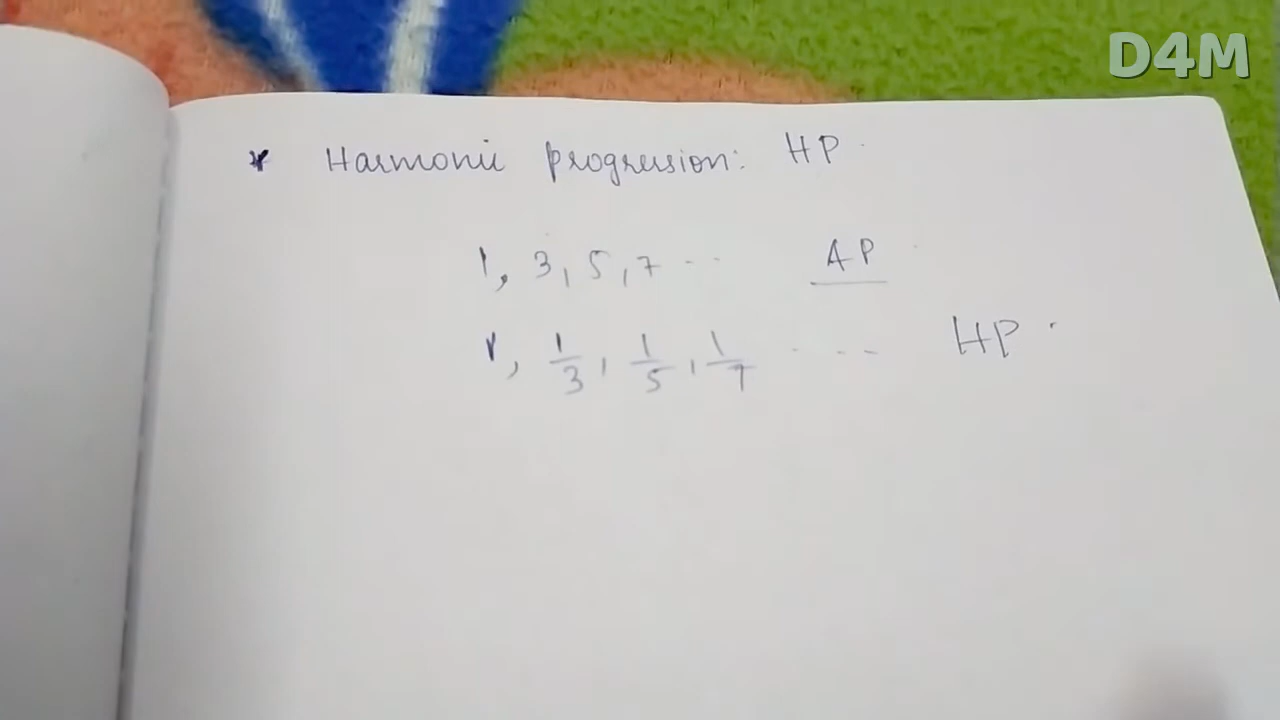 D4M
* Harmonic progression: HP.
1, 3, 5, 7 ... AP
1, 1/3, 1/5, 1/7 .... HP.